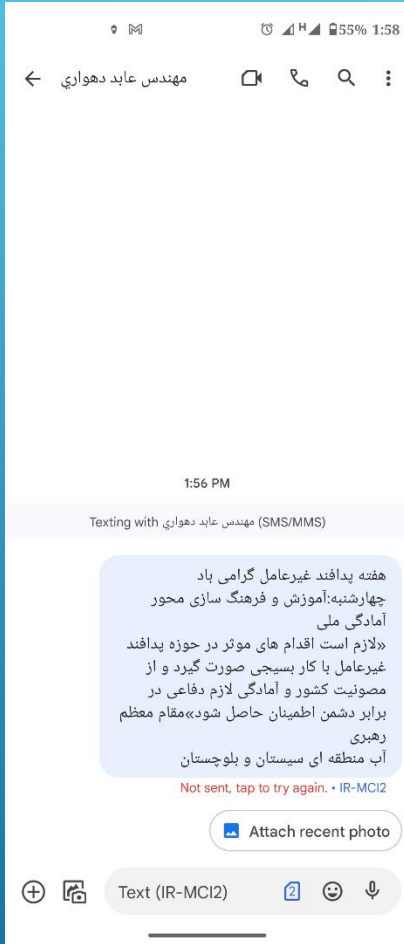 55% 1:58
مهندس عابد دهواري
1:56 PM
Texting with مهندس عابد دهواري (SMS/MMS)
هفته پدافند غیرعامل گرامی باد
چهارشنبه:آموزش و فرهنگ سازی محور
آمادگی ملی
«لازم است اقدام های موثر در حوزه پدافند
غیرعامل با کار بسیجی صورت گیرد و از
مصونیت کشور و آمادگی لازم دفاعی در
برابر دشمن اطمینان حاصل شود»مقام معظم
رهبری
آب منطقه ای سیستان و بلوچستان
Not sent, tap to try again. • IR-MCI2
Attach recent photo
Text (IR-MCI2) 2